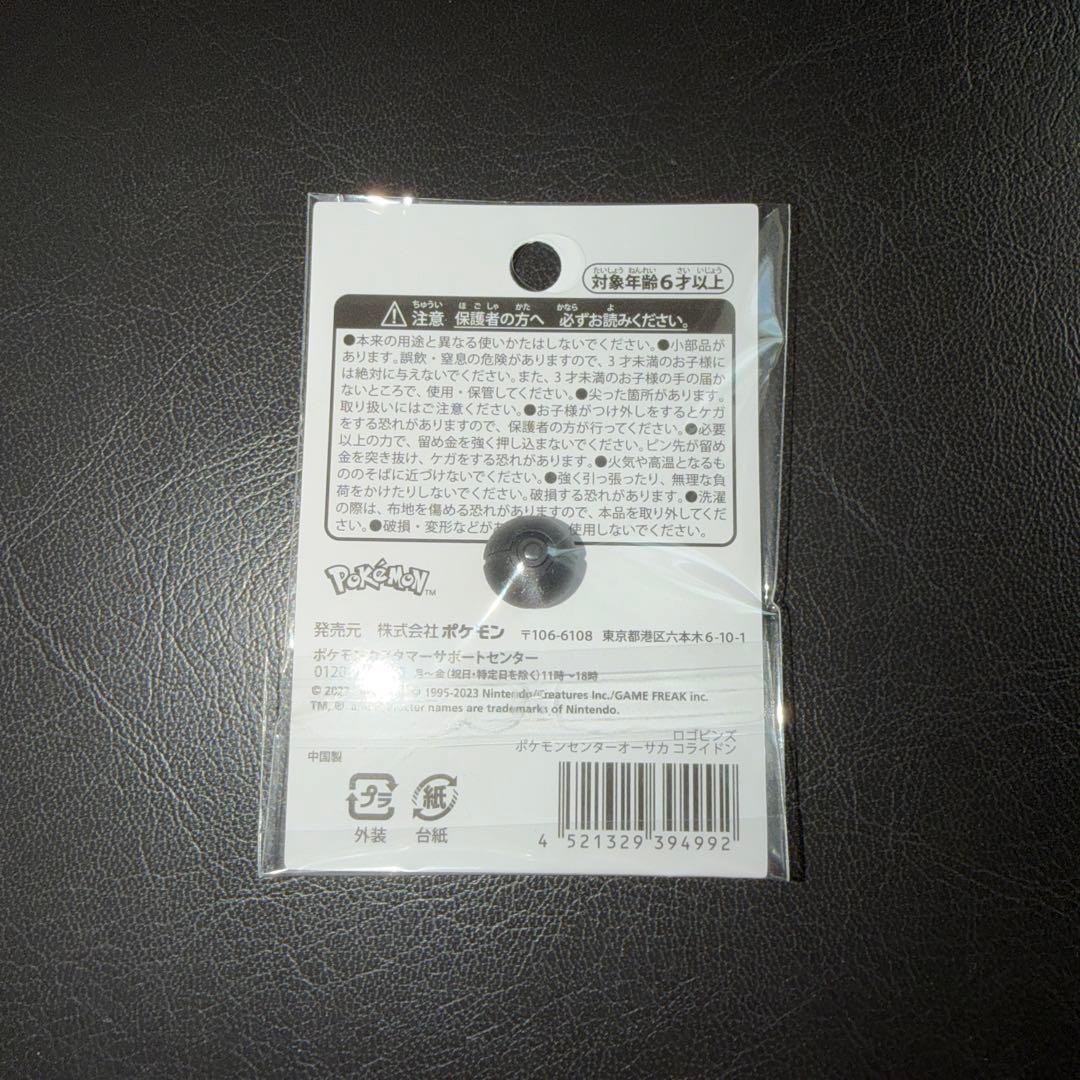 たいしょう ねんれい さい いじょう
対象年齢6才以上
ちゅうい ほごしゃ かた かなら よ
注意 保護者の方へ 必ずお読みください。
●本来の用途と異なる使いかたはしないでください。●小部品が
あります。誤飲・窒息の危険がありますので、3才未満のお子様に
は絶対に与えないでください。また、3才未満のお子様の手の届か
ないところで、使用・保管してください。●尖った箇所があります。
取り扱いにはご注意ください。●お子様がつけ外しをするとケガ
をする恐れがありますので、保護者の方が行ってください。●必要
以上の力で、留め金を強く押し込まないでください。ピン先が留め
金を突き抜け、ケガをする恐れがあります。●火気や高温となるも
ののそばに近づけないでください。●強く引っ張ったり、無理な負
荷をかけたりしないでください。破損する恐れがあります。●洗濯
の際は、布地を傷める恐れがありますので、本品を取り外してくだ
さい。●破損・変形などがあ 使用しないでください。
POKéMON TM
発売元 株式会社ポケモン 〒106-6108 東京都港区六本木6-10-1
ポケモンカスタマーサポートセンター
0120 月~金(祝日・特定日を除く)11時~18時
© 1995-2023 Nintendo/Creatures Inc./GAME FREAK inc.
TM, ®, names are trademarks of Nintendo.
ロゴピンズ
ポケモンセンターオーサカ コライドン
中国製
プラ 紙
外装 台紙
4 521329 394992